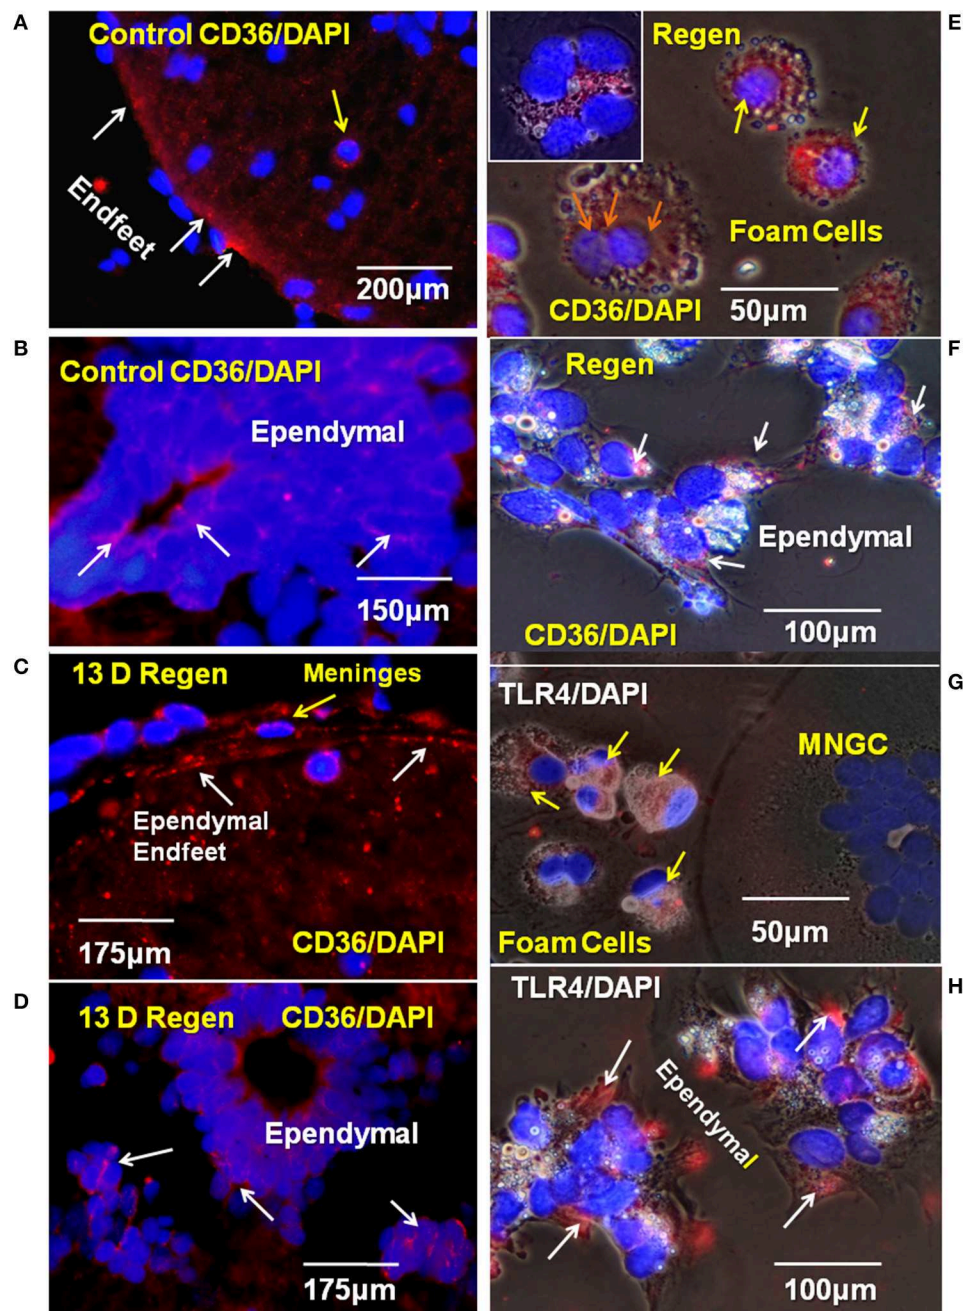 A
Control CD36/DAPI
Endfeet
200µm
B
Control CD36/DAPI
Ependymal
150µm
C
13 D Regen
Meninges
Ependymal
Endfeet
175µm
CD36/DAPI
D
13 D Regen CD36/DAPI
Ependymal
175µm
E
Regen
Foam Cells
CD36/DAPI
50µm
F
Regen
Ependymal
CD36/DAPI
100µm
G
TLR4/DAPI
MNGC
Foam Cells
50µm
H
TLR4/DAPI
Ependymal
100µm